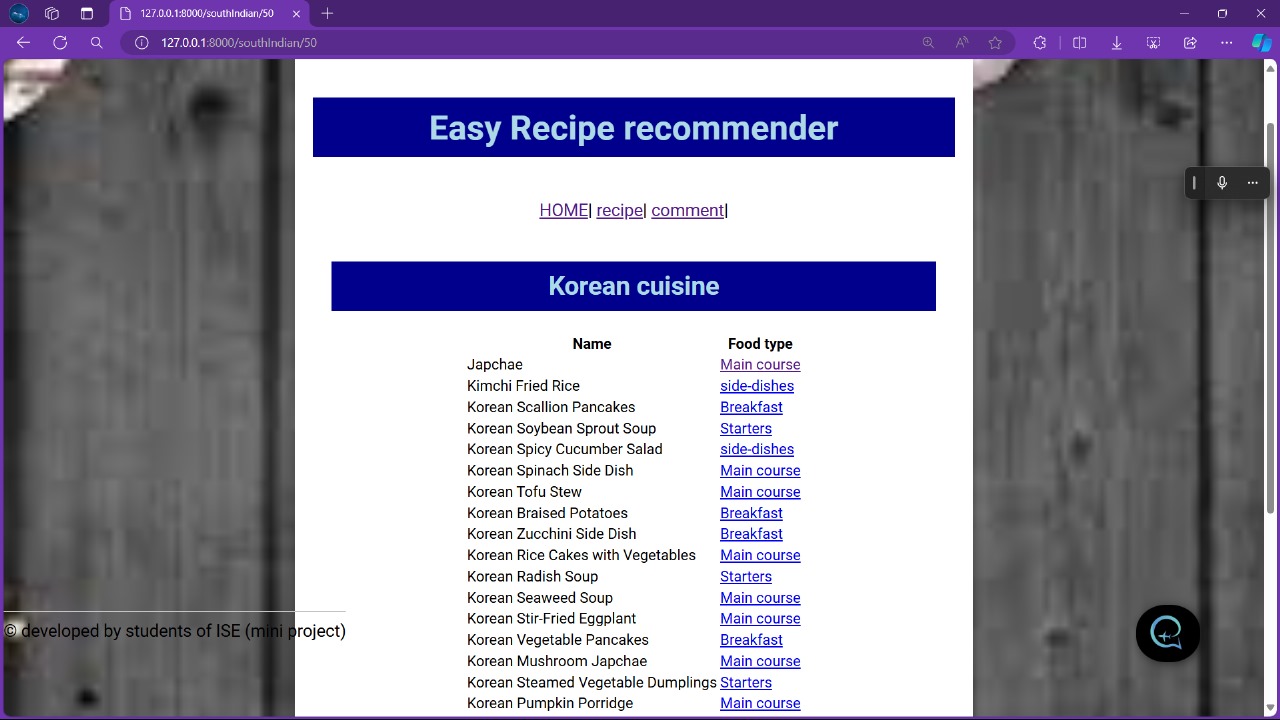 127.0.0.1:8000/southIndian/50
127.0.0.1:8000/southIndian/50
Easy Recipe recommender
HOME| recipe| comment|
Korean cuisine
Name Food type
Japchae Main course
Kimchi Fried Rice side-dishes
Korean Scallion Pancakes Breakfast
Korean Soybean Sprout Soup Starters
Korean Spicy Cucumber Salad side-dishes
Korean Spinach Side Dish Main course
Korean Tofu Stew Main course
Korean Braised Potatoes Breakfast
Korean Zucchini Side Dish Breakfast
Korean Rice Cakes with Vegetables Main course
Korean Radish Soup Starters
Korean Seaweed Soup Main course
Korean Stir-Fried Eggplant Main course
Korean Vegetable Pancakes Breakfast
Korean Mushroom Japchae Main course
Korean Steamed Vegetable Dumplings Starters
Korean Pumpkin Porridge Main course
© developed by students of ISE (mini project)